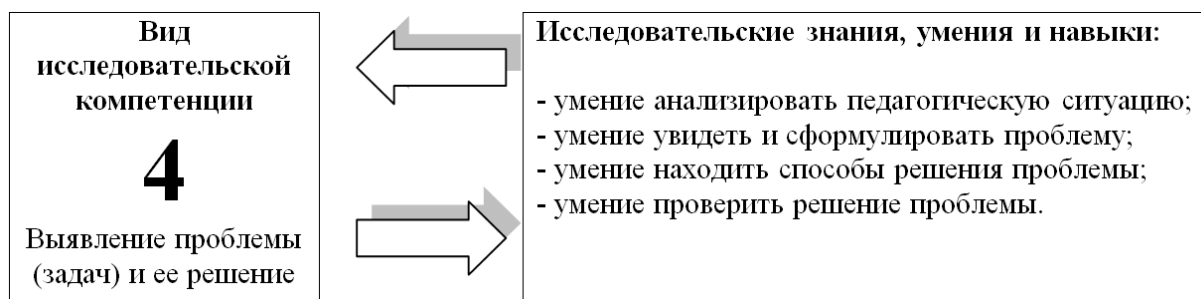 Вид
исследовательской
компетенции
4
Выявление проблемы
(задач) и ее решение
Исследовательские знания, умения и навыки:
- умение анализировать педагогическую ситуацию;
- умение увидеть и сформулировать проблему;
- умение находить способы решения проблемы;
- умение проверить решение проблемы.